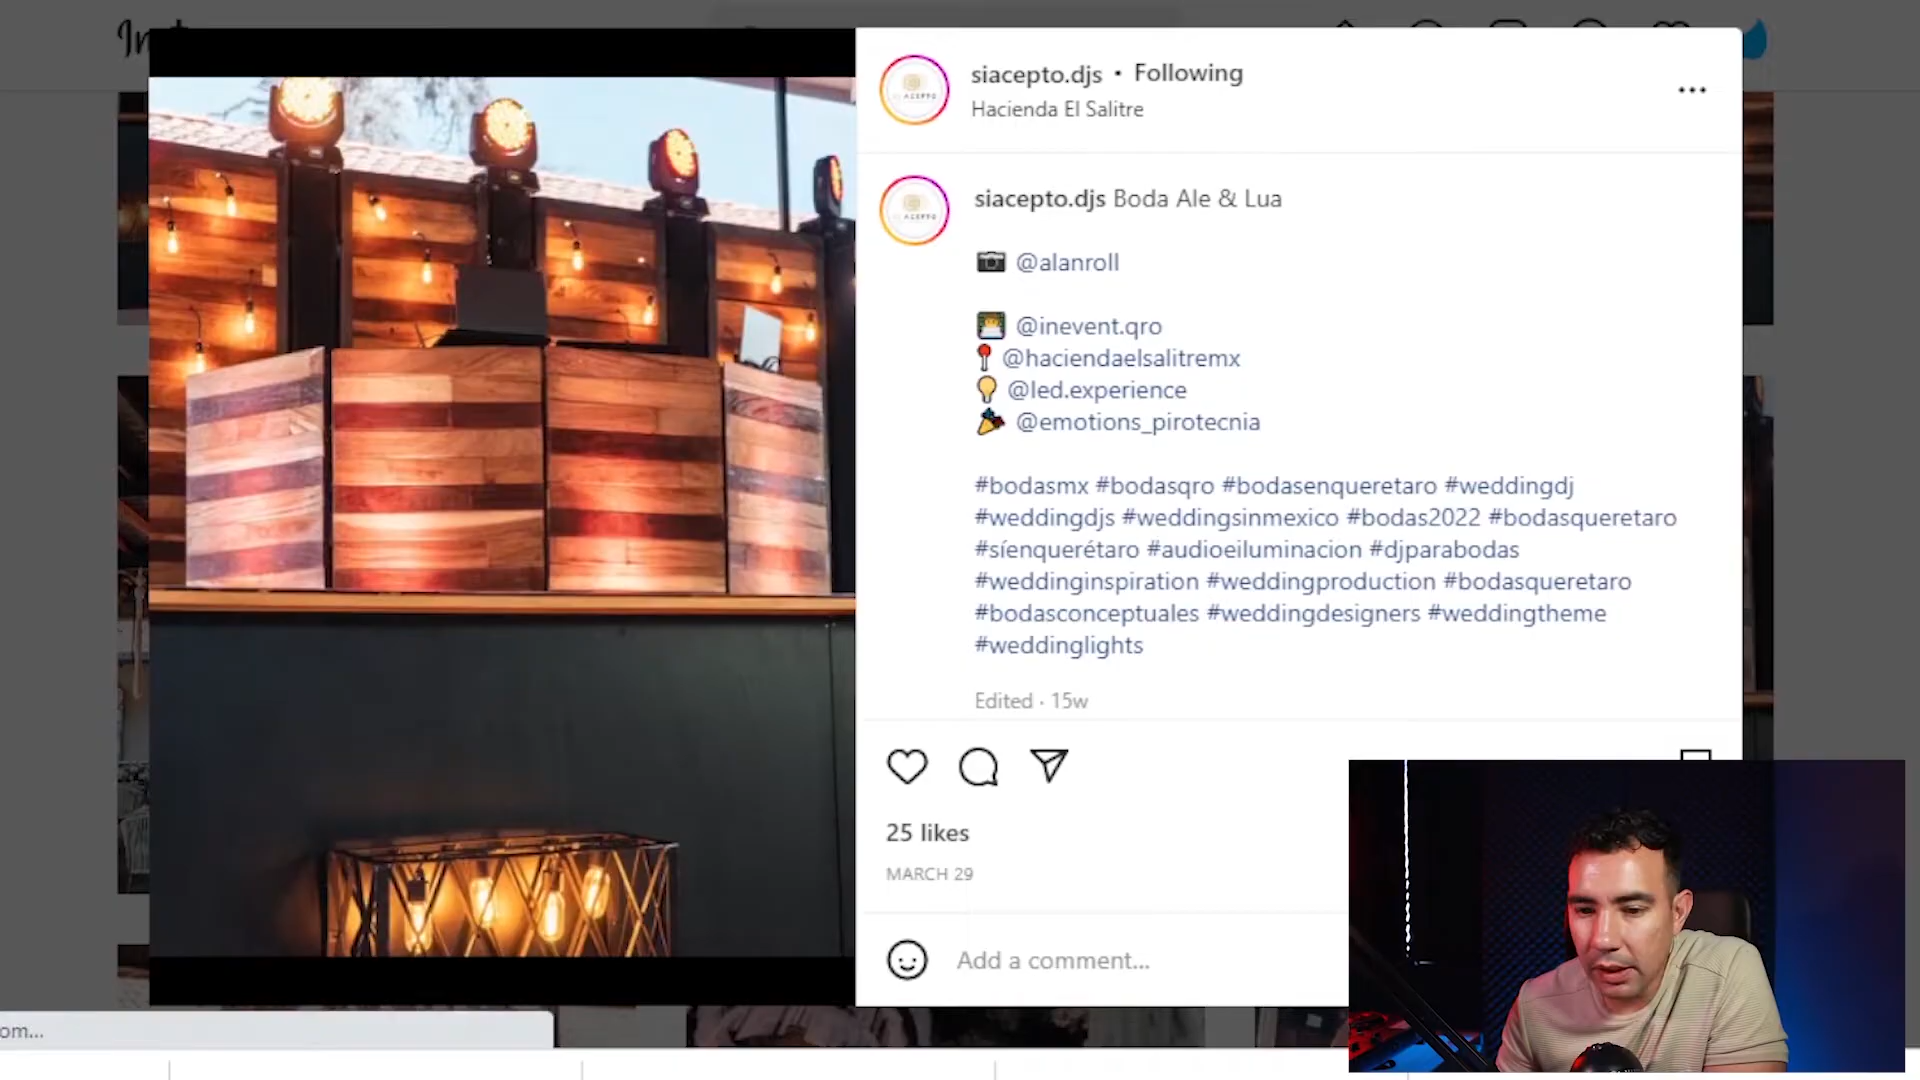 siacepto.djs • Following
Hacienda El Salitre
siacepto.djs Boda Ale & Lua
@alanroll
@inevent.qro
@haciendaelsalitremx
@led.experience
@emotions_pirotecnia
#bodasmx #bodasqro #bodasenqueretaro #weddingdj
#weddingdjs #weddingsinmexico #bodas2022 #bodasqueretaro
#síenquerétaro #audioeiluminacion #djparabodas
#weddinginspiration #weddingproduction #bodasqueretaro
#bodasconceptuales #weddingdesigners #weddingtheme
#weddinglights
Edited · 15w
25 likes
MARCH 29
Add a comment...
om...